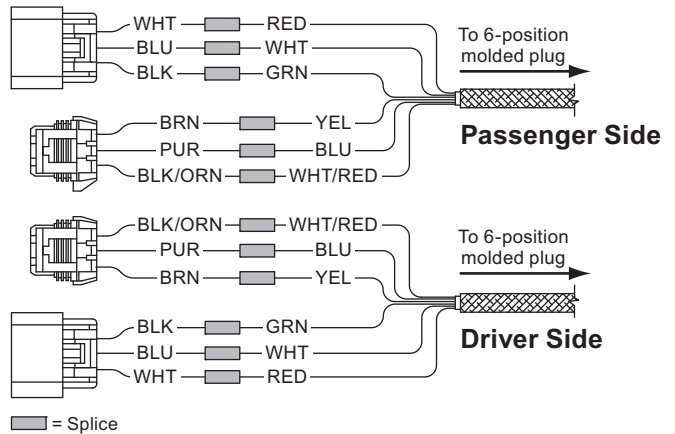 WHT RED
BLU WHT
BLK GRN
To 6-position
molded plug
BRN YEL
PUR BLU
BLK/ORN WHT/RED
Passenger Side
BLK/ORN WHT/RED
PUR BLU
BRN YEL
To 6-position
molded plug
BLK GRN
BLU WHT
WHT RED
Driver Side
= Splice